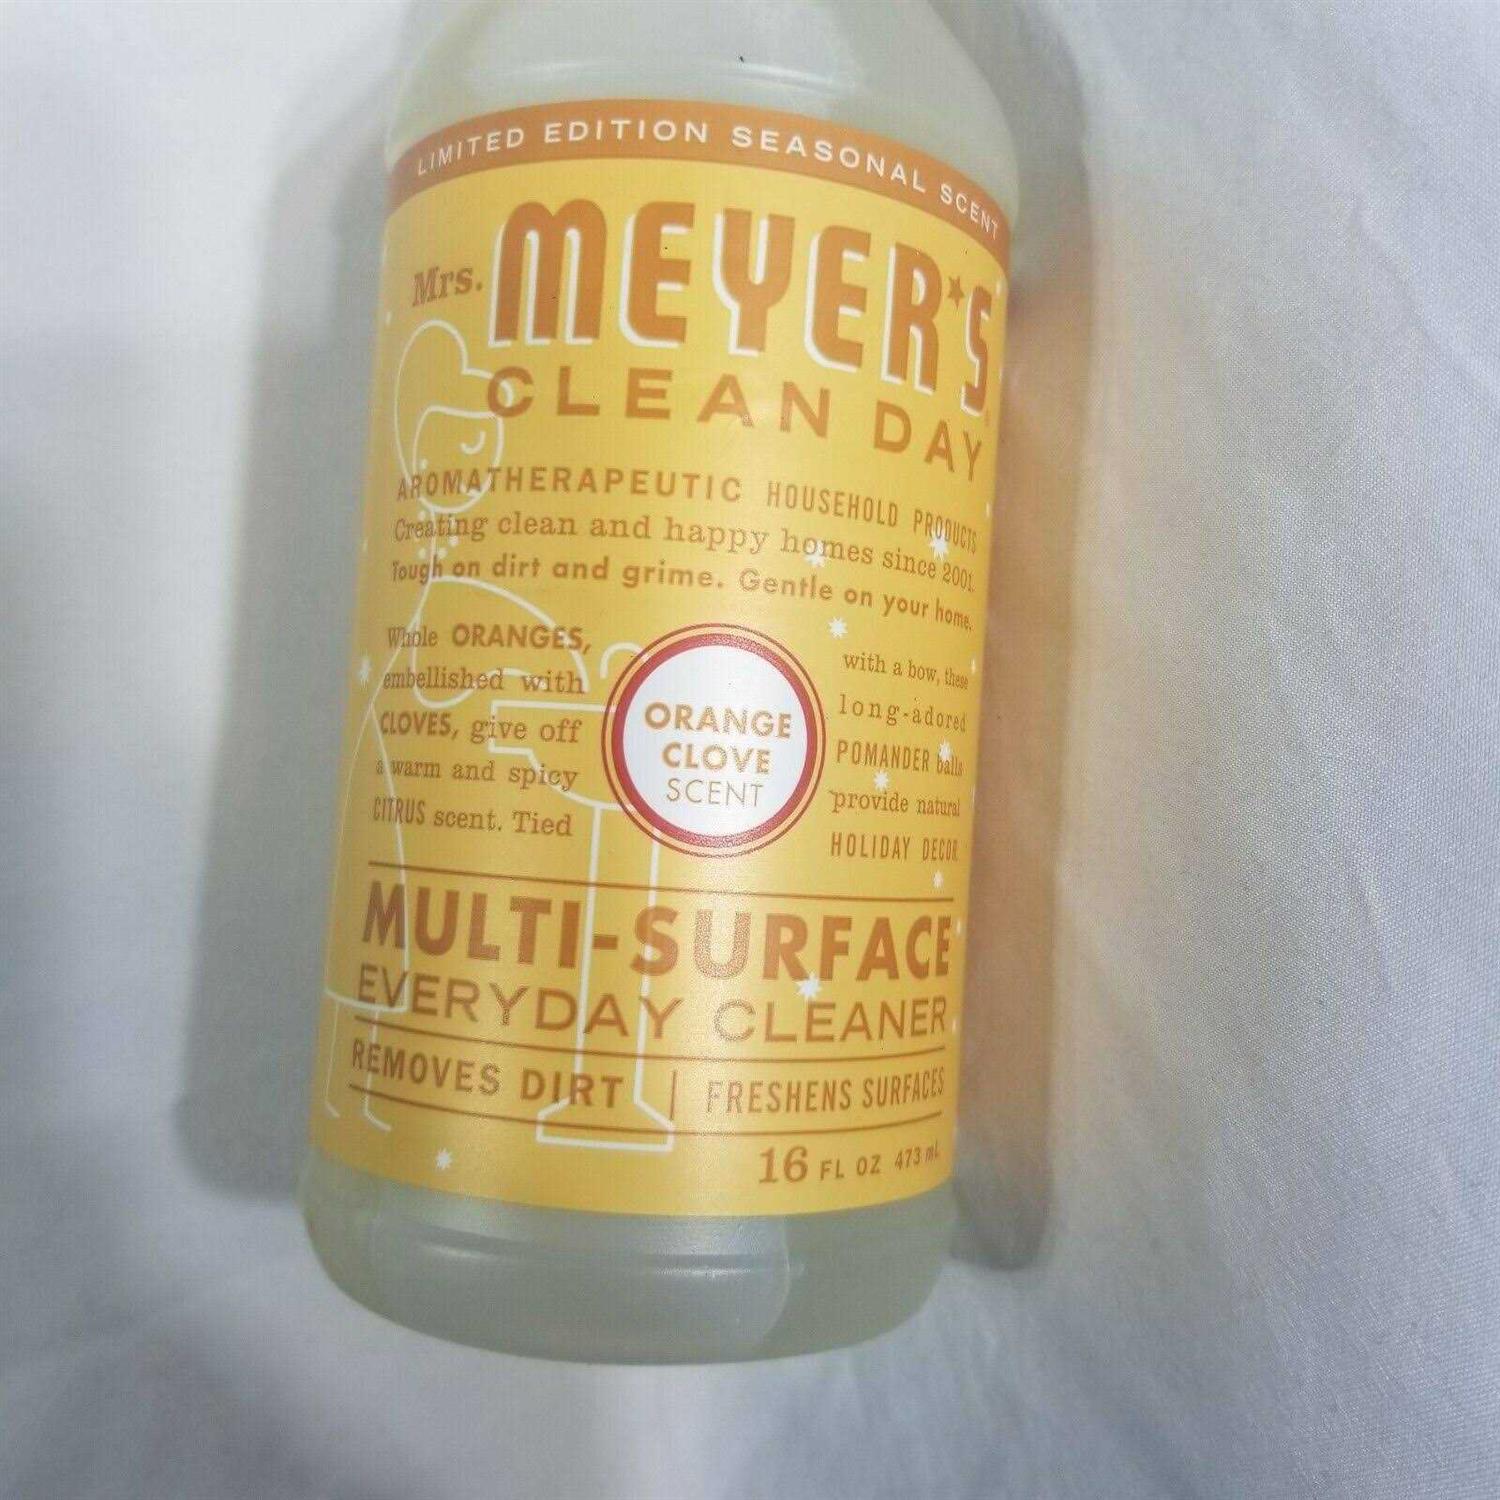 LIMITED EDITION SEASONAL SCENT
Mrs. MEYER'S
CLEAN DAY
AROMATHERAPEUTIC HOUSEHOLD PRODUCTS
Creating clean and happy homes since 2001.
Tough on dirt and grime. Gentle on your home.
Whole ORANGES,
embellished with
CLOVES, give off
a warm and spicy
CITRUS scent. Tied
ORANGE
CLOVE
SCENT
with a bow, these
long-adored
POMANDER balls
provide natural
HOLIDAY DECOR.
MULTI-SURFACE
EVERYDAY CLEANER
REMOVES DIRT | FRESHENS SURFACES
16 FL OZ 473 mL